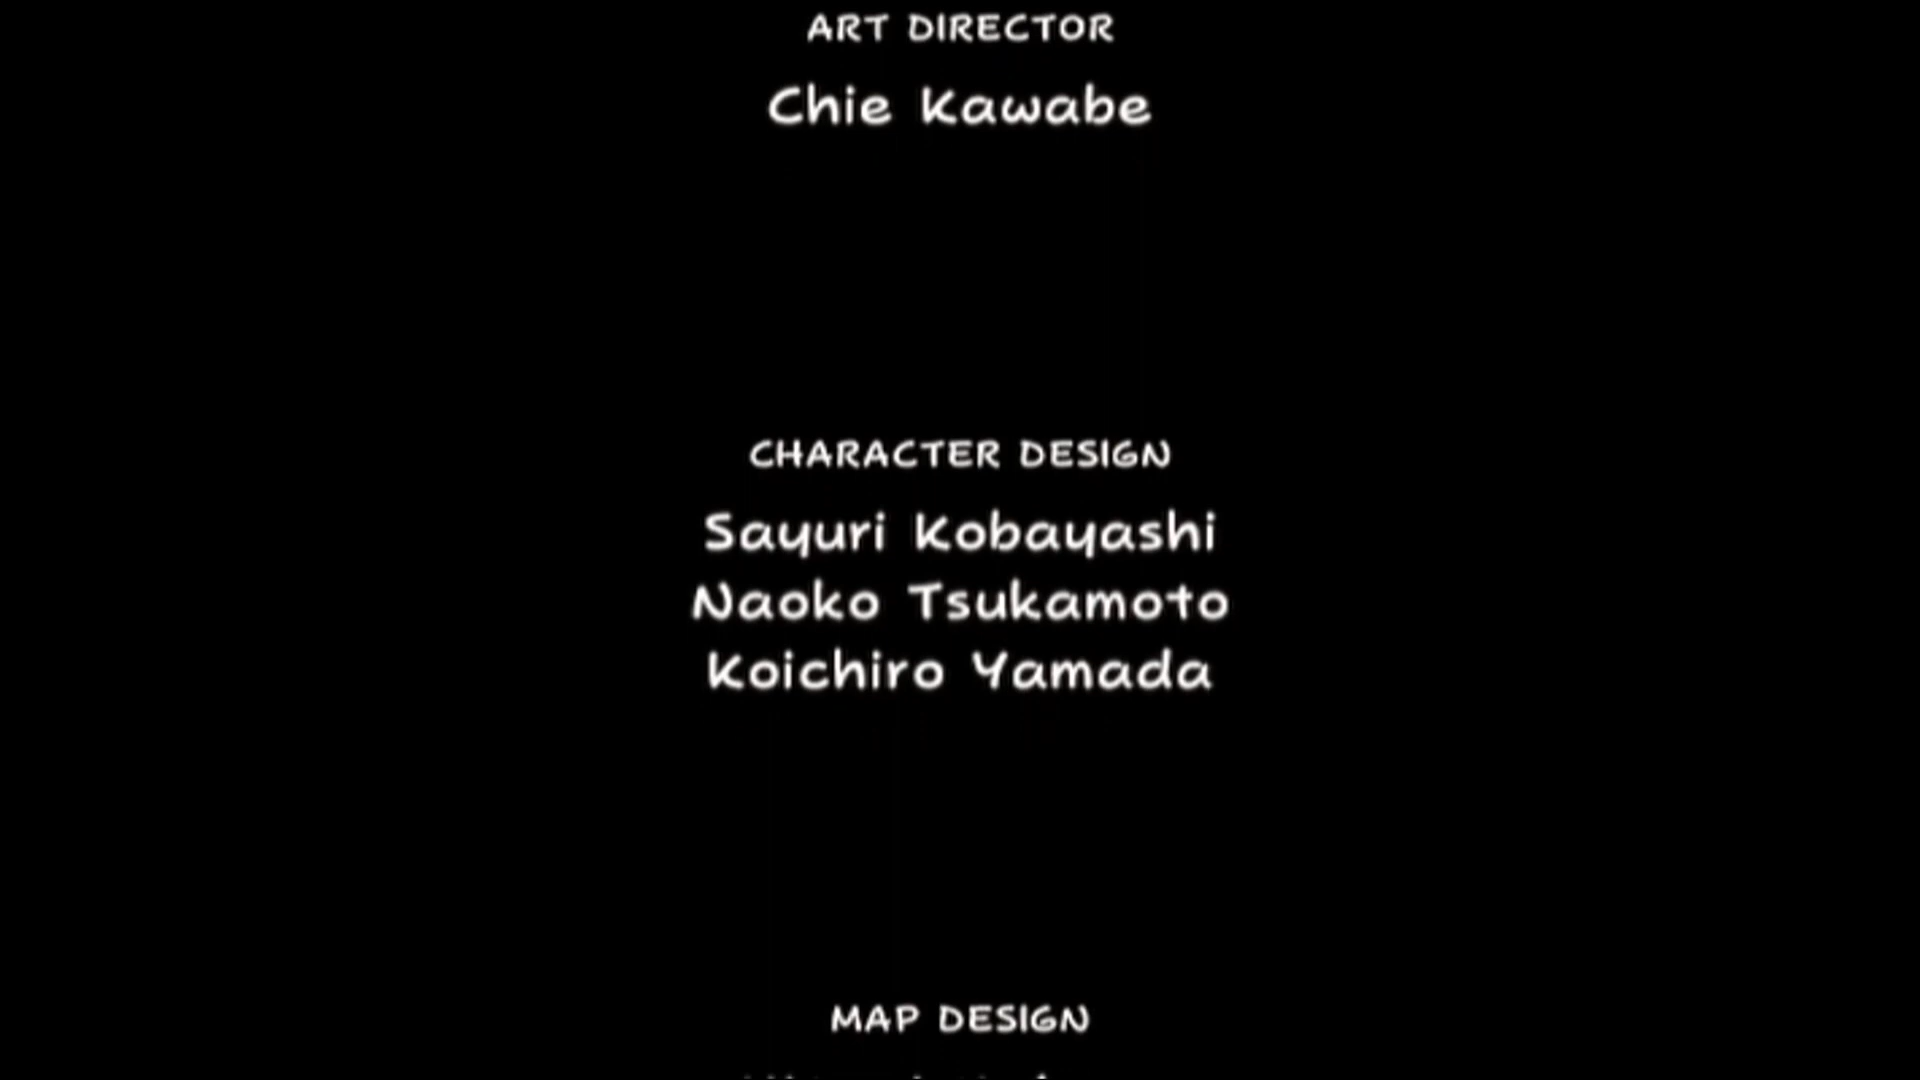 ART DIRECTOR
Chie Kawabe
CHARACTER DESIGN
Sayuri Kobayashi
Naoko Tsukamoto
Koichiro Yamada
MAP DESIGN